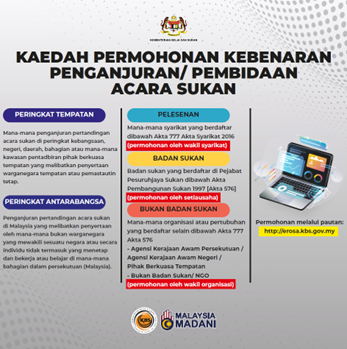 KEMENTERIAN BELIA DAN SUKAN
KAEDAH PERMOHONAN KEBENARAN
PENGANJURAN/ PEMBIDAAN
ACARA SUKAN
PERINGKAT TEMPATAN
Mana-mana penganjuran pertandingan
acara sukan di peringkat kebangsaan,
negeri, daerah, bahagian atau mana-mana
kawasan pentadbiran pihak berkuasa
tempatan yang melibatkan penyertaan
warganegara tempatan atau pemastautin
tetap.
PERINGKAT ANTARABANGSA
Penganjuran pertandingan acara sukan
di Malaysia yang melibatkan penyertaan
oleh mana-mana bukan warganegara
yang mewakili sesuatu negara atau secara
individu tidak termasuk yang menetap
dan bekerja atau belajar di mana-mana
bahagian dalam persekutuan (Malaysia).
PELESENAN
Mana-mana syarikat yang berdaftar
dibawah Akta 777 Akta Syarikat 2016
(permohonan oleh wakil syarikat)
BADAN SUKAN
Badan sukan yang berdaftar di Pejabat
Pesuruhjaya Sukan dibawah Akta
Pembangunan Sukan 1997 [Akta 576]
(permohonan oleh setiausaha)
BUKAN BADAN SUKAN
Mana-mana organisasi atau pertubuhan
yang berdaftar selain dibawah Akta 777
Akta 576
- Agensi Kerajaan Awam Persekutuan /
Agensi Kerajaan Awam Negeri /
Pihak Berkuasa Tempatan
- Bukan Badan Sukan/ NGO
(permohonan oleh wakil organisasi)
Permohonan melalui pautan:
http://erosa.kbs.gov.my
KBS
MALAYSIA
MADANI